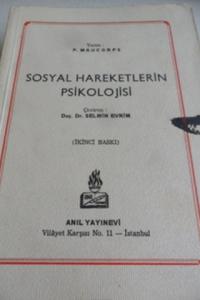 Yazan :
P. MAUCORPS
SOSYAL HAREKETLERİN
PSİKOLOJİSİ
Çeviren :
Doç. Dr. SELMİN EVRİM
(İKİNCİ BASKI)
ANIL YAYINEVİ
Vilâyet Karşısı No. 11 — İstanbul